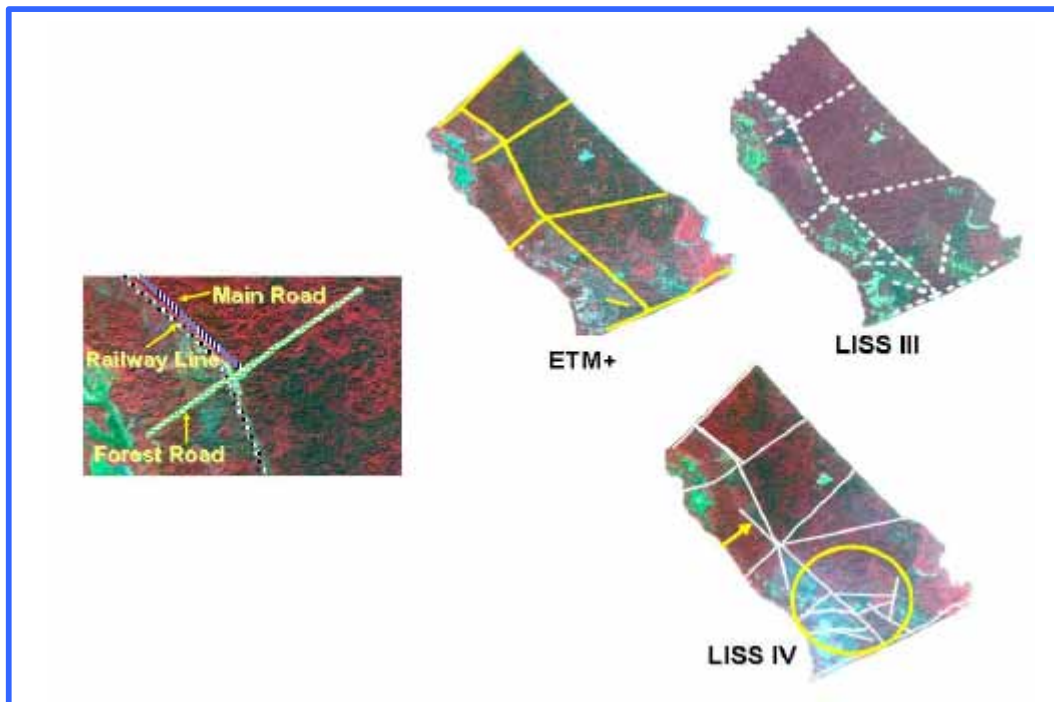 Main Road
Railway Line
Forest Road
ETM+
LISS III
LISS IV